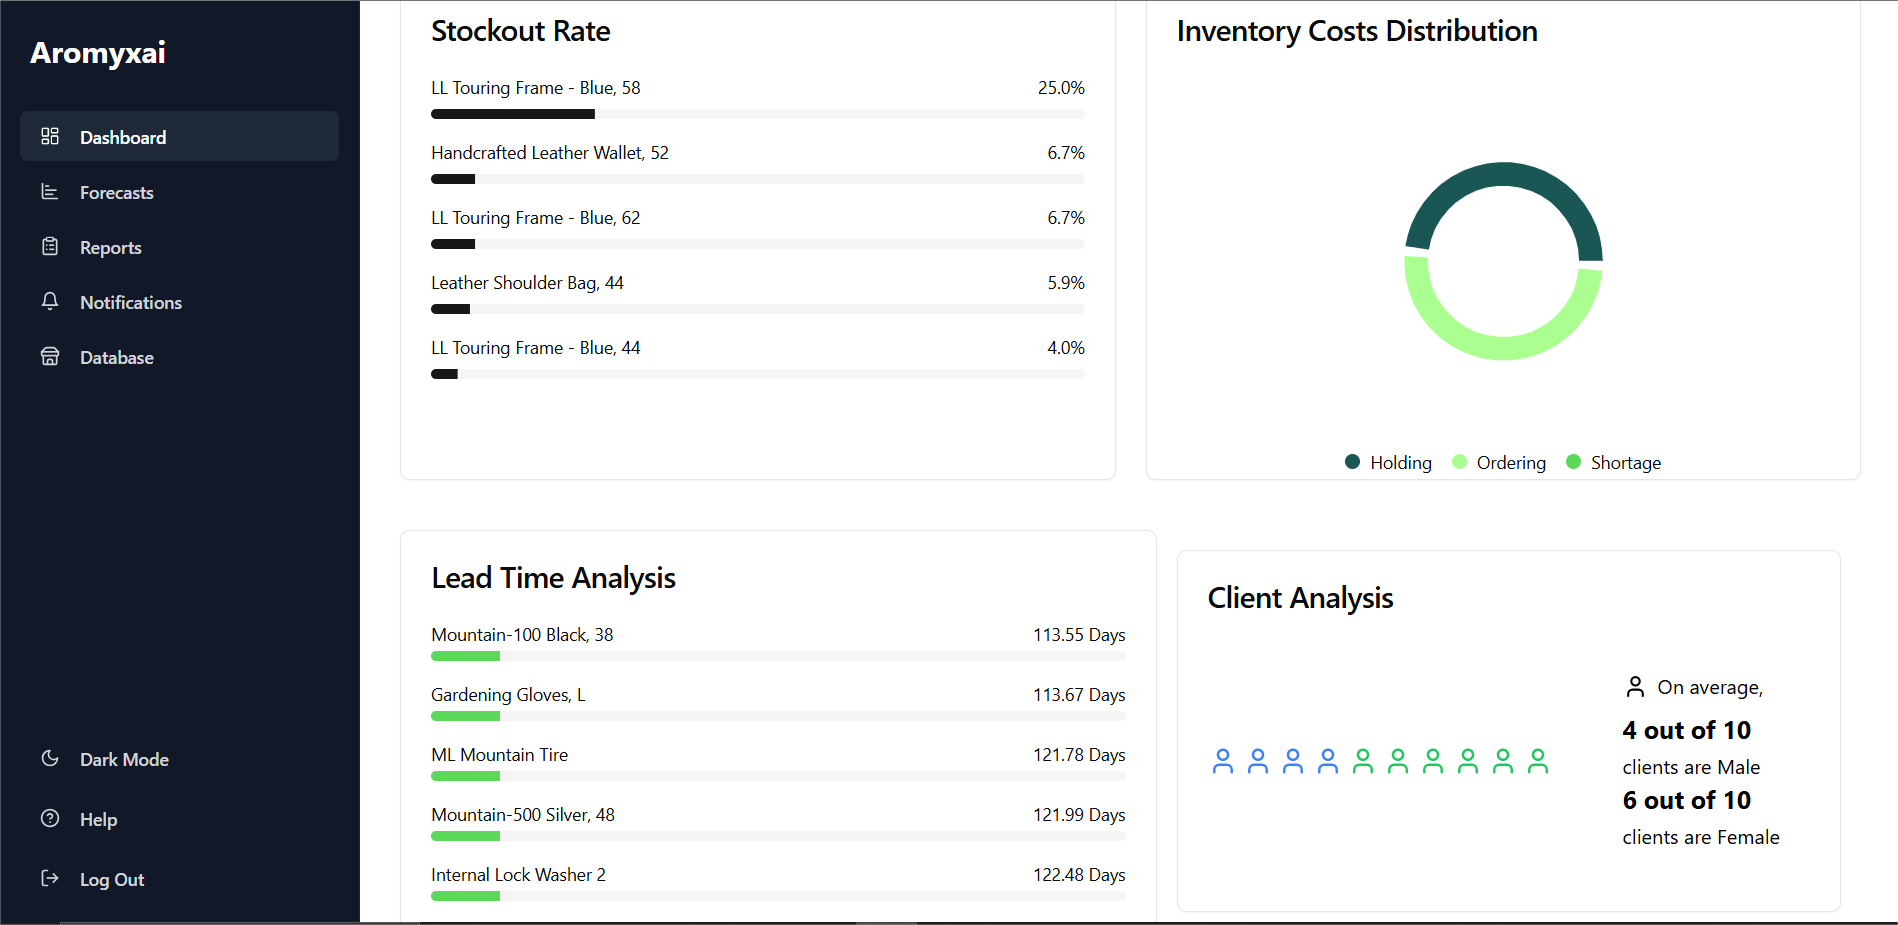 Aromyxai
Dashboard
Forecasts
Reports
Notifications
Database
Dark Mode
Help
Log Out
Stockout Rate
LL Touring Frame - Blue, 58 25.0%
Handcrafted Leather Wallet, 52 6.7%
LL Touring Frame - Blue, 62 6.7%
Leather Shoulder Bag, 44 5.9%
LL Touring Frame - Blue, 44 4.0%
Inventory Costs Distribution
Holding Ordering Shortage
Lead Time Analysis
Mountain-100 Black, 38 113.55 Days
Gardening Gloves, L 113.67 Days
ML Mountain Tire 121.78 Days
Mountain-500 Silver, 48 121.99 Days
Internal Lock Washer 2 122.48 Days
Client Analysis
On average,
4 out of 10
clients are Male
6 out of 10
clients are Female